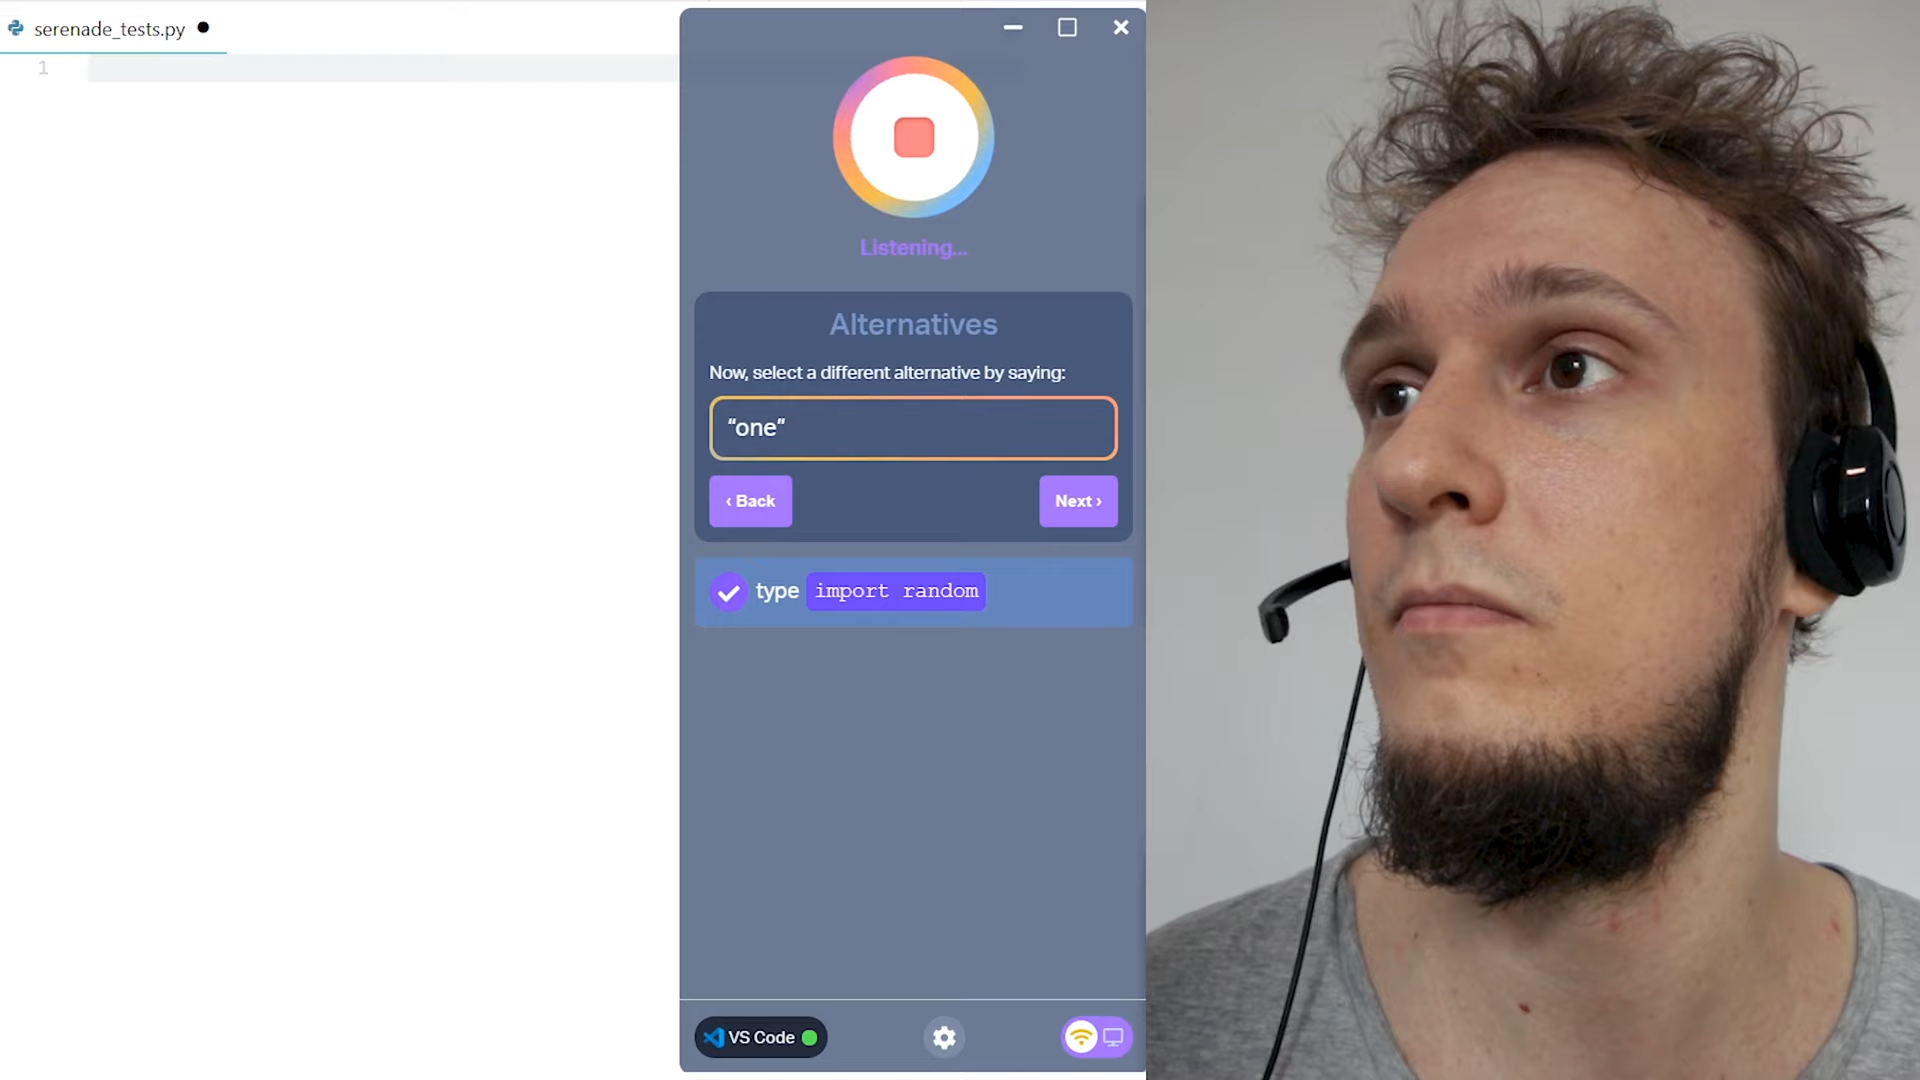 serenade_tests.py
1
Listening...
Alternatives
Now, select a different alternative by saying:
“one”
‹ Back
Next ›
type import random
VS Code